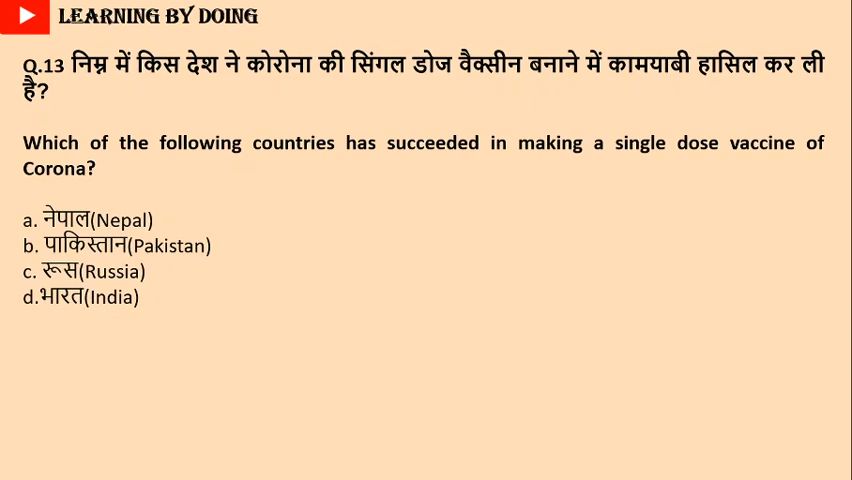 LEARNING BY DOING
Q.13 निम्न में किस देश ने कोरोना की सिंगल डोज वैक्सीन बनाने में कामयाबी हासिल कर ली
है?
Which of the following countries has succeeded in making a single dose vaccine of
Corona?
a. नेपाल(Nepal)
b. पाकिस्तान(Pakistan)
c. रूस(Russia)
d.भारत(India)